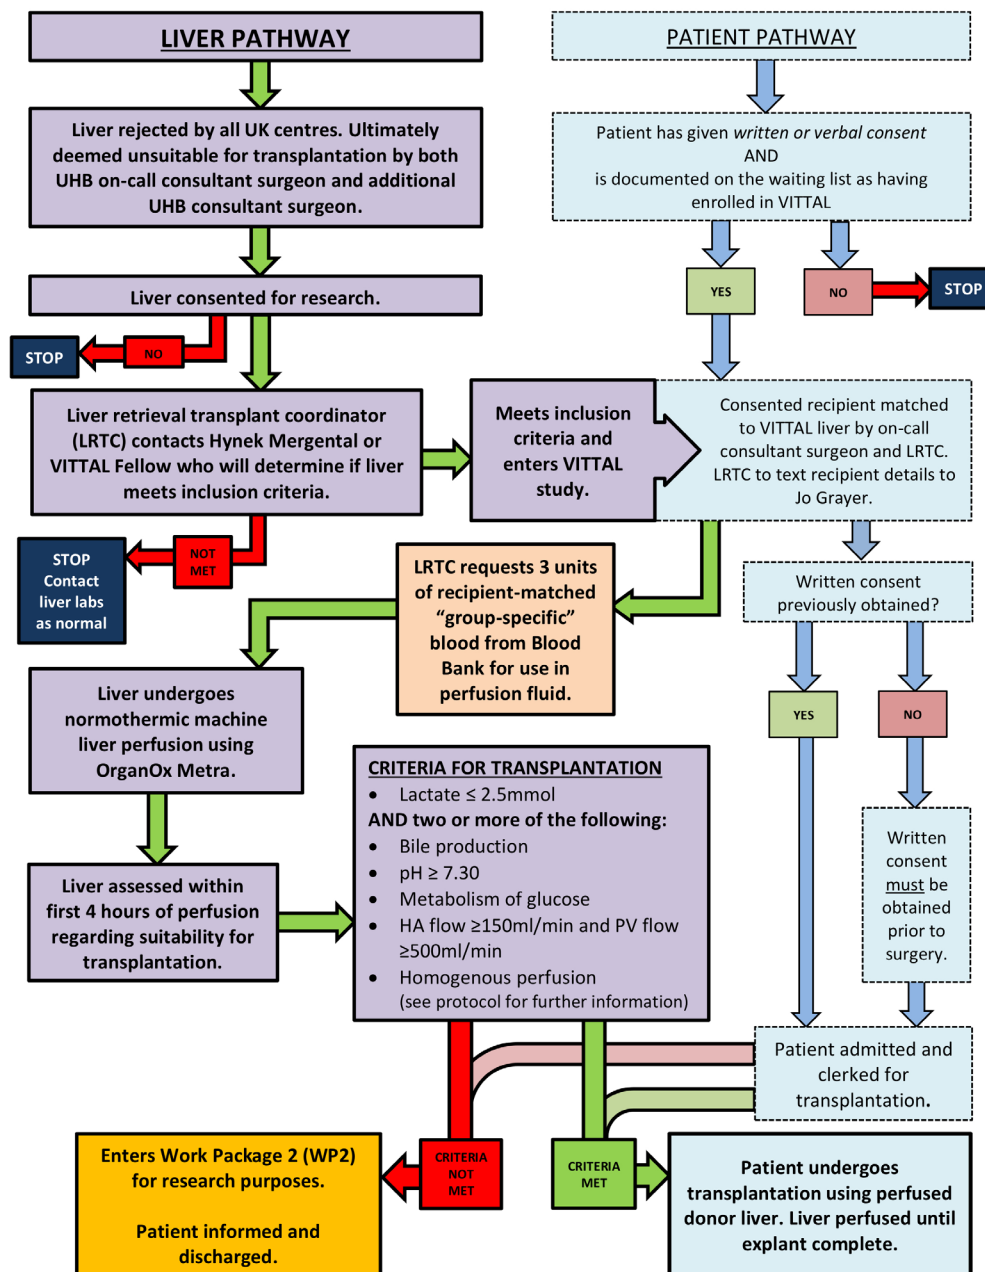 LIVER PATHWAY
PATIENT PATHWAY
Liver rejected by all UK centres. Ultimately
deemed unsuitable for transplantation by both
UHB on-call consultant surgeon and additional
UHB consultant surgeon.
Patient has given written or verbal consent
AND
is documented on the waiting list as having
enrolled in VITTAL
YES
NO
STOP
Liver consented for research.
NO
STOP
Liver retrieval transplant coordinator
(LRTC) contacts Hynek Mergental or
VITTAL Fellow who will determine if liver
meets inclusion criteria.
Meets inclusion
criteria and
enters VITTAL
study.
Consented recipient matched
to VITTAL liver by on-call
consultant surgeon and LRTC.
LRTC to text recipient details to
Jo Grayer.
NOT
MET
STOP
Contact
liver labs
as normal
LRTC requests 3 units
of recipient-matched
“group-specific”
blood from Blood
Bank for use in
perfusion fluid.
Written consent
previously obtained?
YES
NO
Liver undergoes
normothermic machine
liver perfusion using
OrganOx Metra.
Liver assessed within
first 4 hours of perfusion
regarding suitability for
transplantation.
CRITERIA FOR TRANSPLANTATION
• Lactate ≤ 2.5mmol
AND two or more of the following:
• Bile production
• pH ≥ 7.30
• Metabolism of glucose
• HA flow ≥150ml/min and PV flow
≥500ml/min
• Homogenous perfusion
(see protocol for further information)
Written
consent
must be
obtained
prior to
surgery.
Patient admitted and
clerked for
transplantation.
CRITERIA
NOT
MET
CRITERIA
MET
Enters Work Package 2 (WP2)
for research purposes.
Patient informed and
discharged.
Patient undergoes
transplantation using perfused
donor liver. Liver perfused until
explant complete.